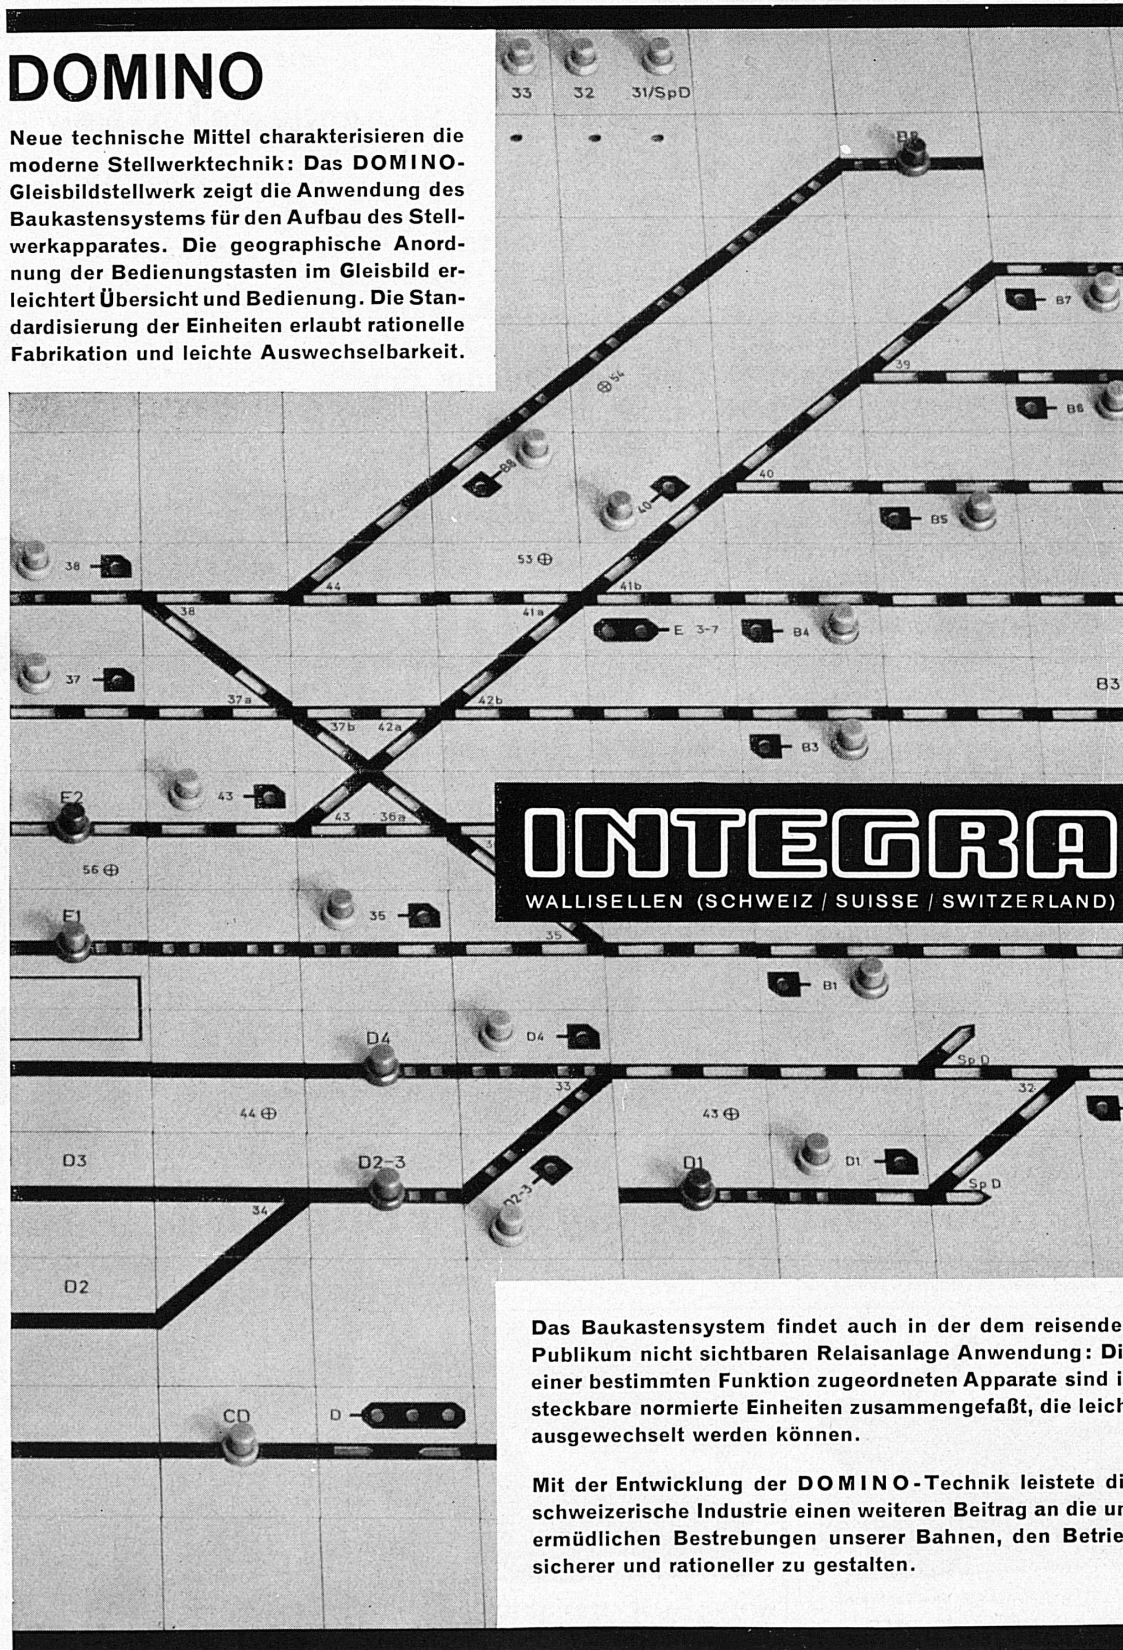 DOMINO
Neue technische Mittel charakterisieren die
moderne Stellwerktechnik: Das DOMINO-
Gleisbildstellwerk zeigt die Anwendung des
Baukastensystems für den Aufbau des Stell-
werkapparates. Die geographische Anord-
nung der Bedienungstasten im Gleisbild er-
leichtert Übersicht und Bedienung. Die Stan-
dardisierung der Einheiten erlaubt rationelle
Fabrikation und leichte Auswechselbarkeit.
33 32 31/SpD
B8
B7
39
B6
54
40
B8
40
B5
53
38
44
41b
38
41a
E 3-7
B4
37
37a
42b
B3
37b 42a
B3
E2
43
43 36a
INTEGRA
WALLISELLEN (SCHWEIZ / SUISSE / SWITZERLAND)
56
E1
35
35
B1
D4
D4
Sp D
33
32
44
43
D3
D2-3
D1
D1
D2-3
Sp D
34
D2
CD
D
Das Baukastensystem findet auch in der dem reisende
Publikum nicht sichtbaren Relaisanlage Anwendung: Di
einer bestimmten Funktion zugeordneten Apparate sind i
steckbare normierte Einheiten zusammengefaßt, die leich
ausgewechselt werden können.
Mit der Entwicklung der DOMINO-Technik leistete di
schweizerische Industrie einen weiteren Beitrag an die un
ermüdlichen Bestrebungen unserer Bahnen, den Betrie
sicherer und rationeller zu gestalten.